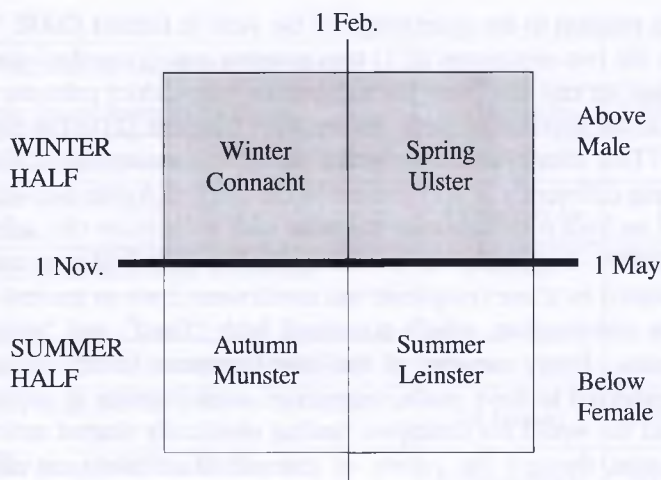 1 Feb.
WINTER
HALF
Winter
Connacht
Spring
Ulster
Above
Male
1 Nov.
1 May
SUMMER
HALF
Autumn
Munster
Summer
Leinster
Below
Female